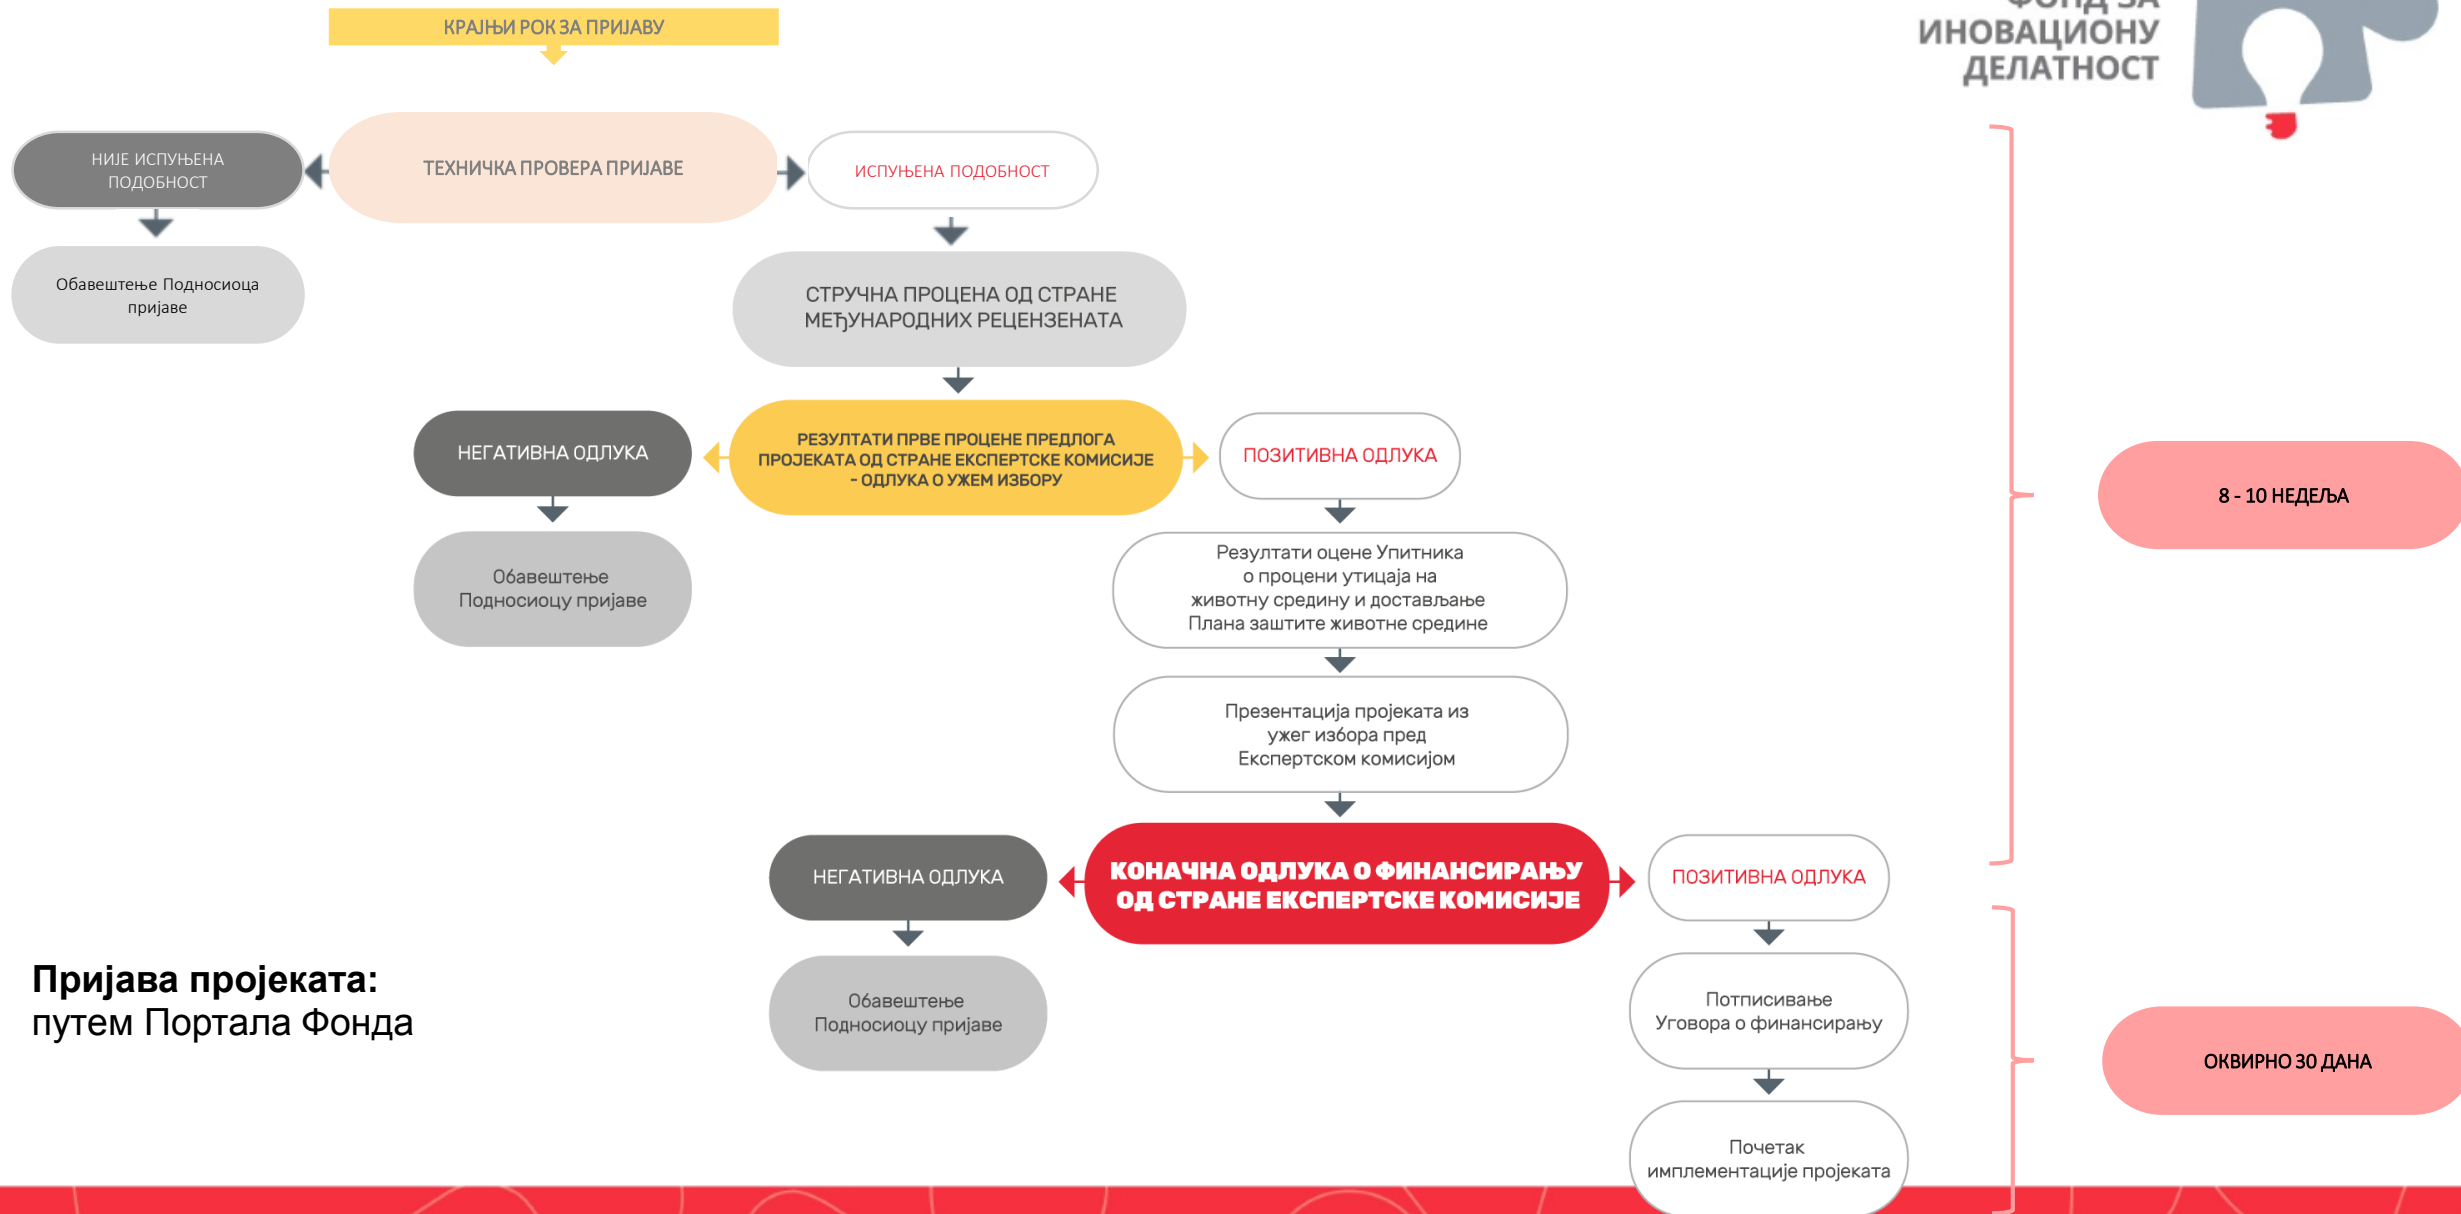 ФОНД ЗА
ИНОВАЦИОНУ
ДЕЛАТНОСТ
КРАЈЊИ РОК ЗА ПРИЈАВУ
НИЈЕ ИСПУЊЕНА
ПОДОБНОСТ
ТЕХНИЧКА ПРОВЕРА ПРИЈАВЕ
ИСПУЊЕНА ПОДОБНОСТ
Обавештење Подносиоца
пријаве
СТРУЧНА ПРОЦЕНА ОД СТРАНЕ
МЕЂУНАРОДНИХ РЕЦЕНЗЕНАТА
НЕГАТИВНА ОДЛУКА
РЕЗУЛТАТИ ПРВЕ ПРОЦЕНЕ ПРЕДЛОГА
ПРОЈЕКАТА ОД СТРАНЕ ЕКСПЕРТСКЕ КОМИСИЈЕ
- ОДЛУКА О УЖЕМ ИЗБОРУ
ПОЗИТИВНА ОДЛУКА
8 - 10 НЕДЕЉА
Обавештење
Подносиоцу пријаве
Резултати оцене Упитника
о процени утицаја на
животну средину и достављање
Плана заштите животне средине
Презентација пројеката из
ужег избора пред
Експертском комисијом
НЕГАТИВНА ОДЛУКА
КОНАЧНА ОДЛУКА О ФИНАНСИРАЊУ
ОД СТРАНЕ ЕКСПЕРТСКЕ КОМИСИЈЕ
ПОЗИТИВНА ОДЛУКА
Пријава пројеката:
путем Портала Фонда
Обавештење
Подносиоцу пријаве
Потписивање
Уговора о финансирању
ОКВИРНО 30 ДАНА
Почетак
имплементације пројеката